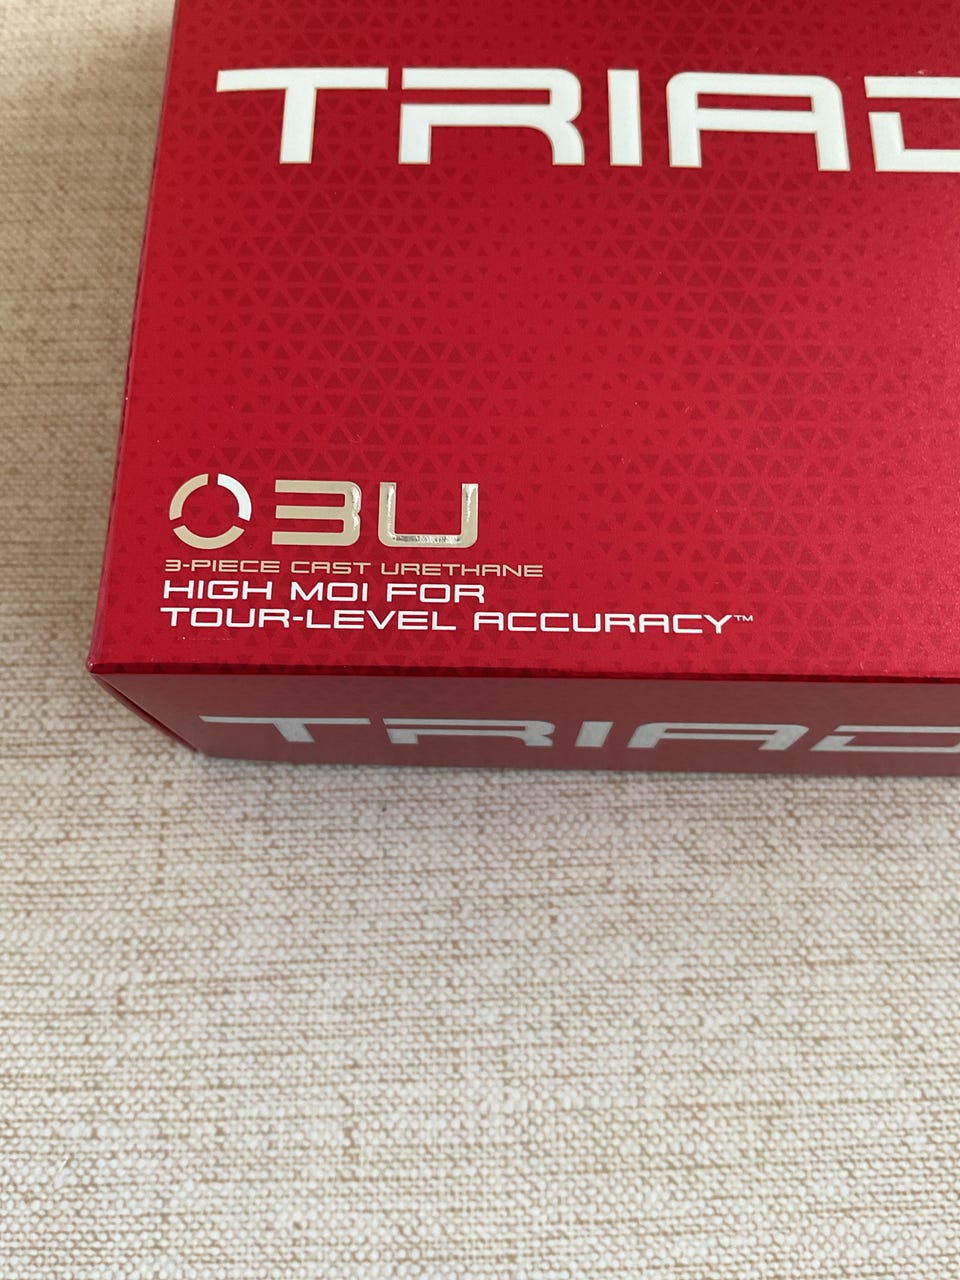 TRIAD
3U
3-PIECE CAST URETHANE
HIGH MOI FOR
TOUR-LEVEL ACCURACY™
TRIAD